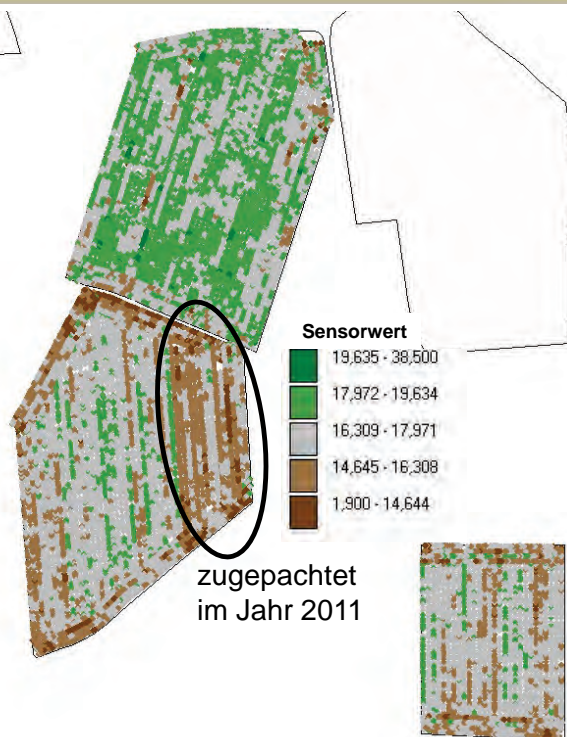 Sensorwert
19,635 - 38,500
17,972 - 19,634
16,309 - 17,971
14,645 - 16,308
1,900 - 14,644
zugepachtet
im Jahr 2011